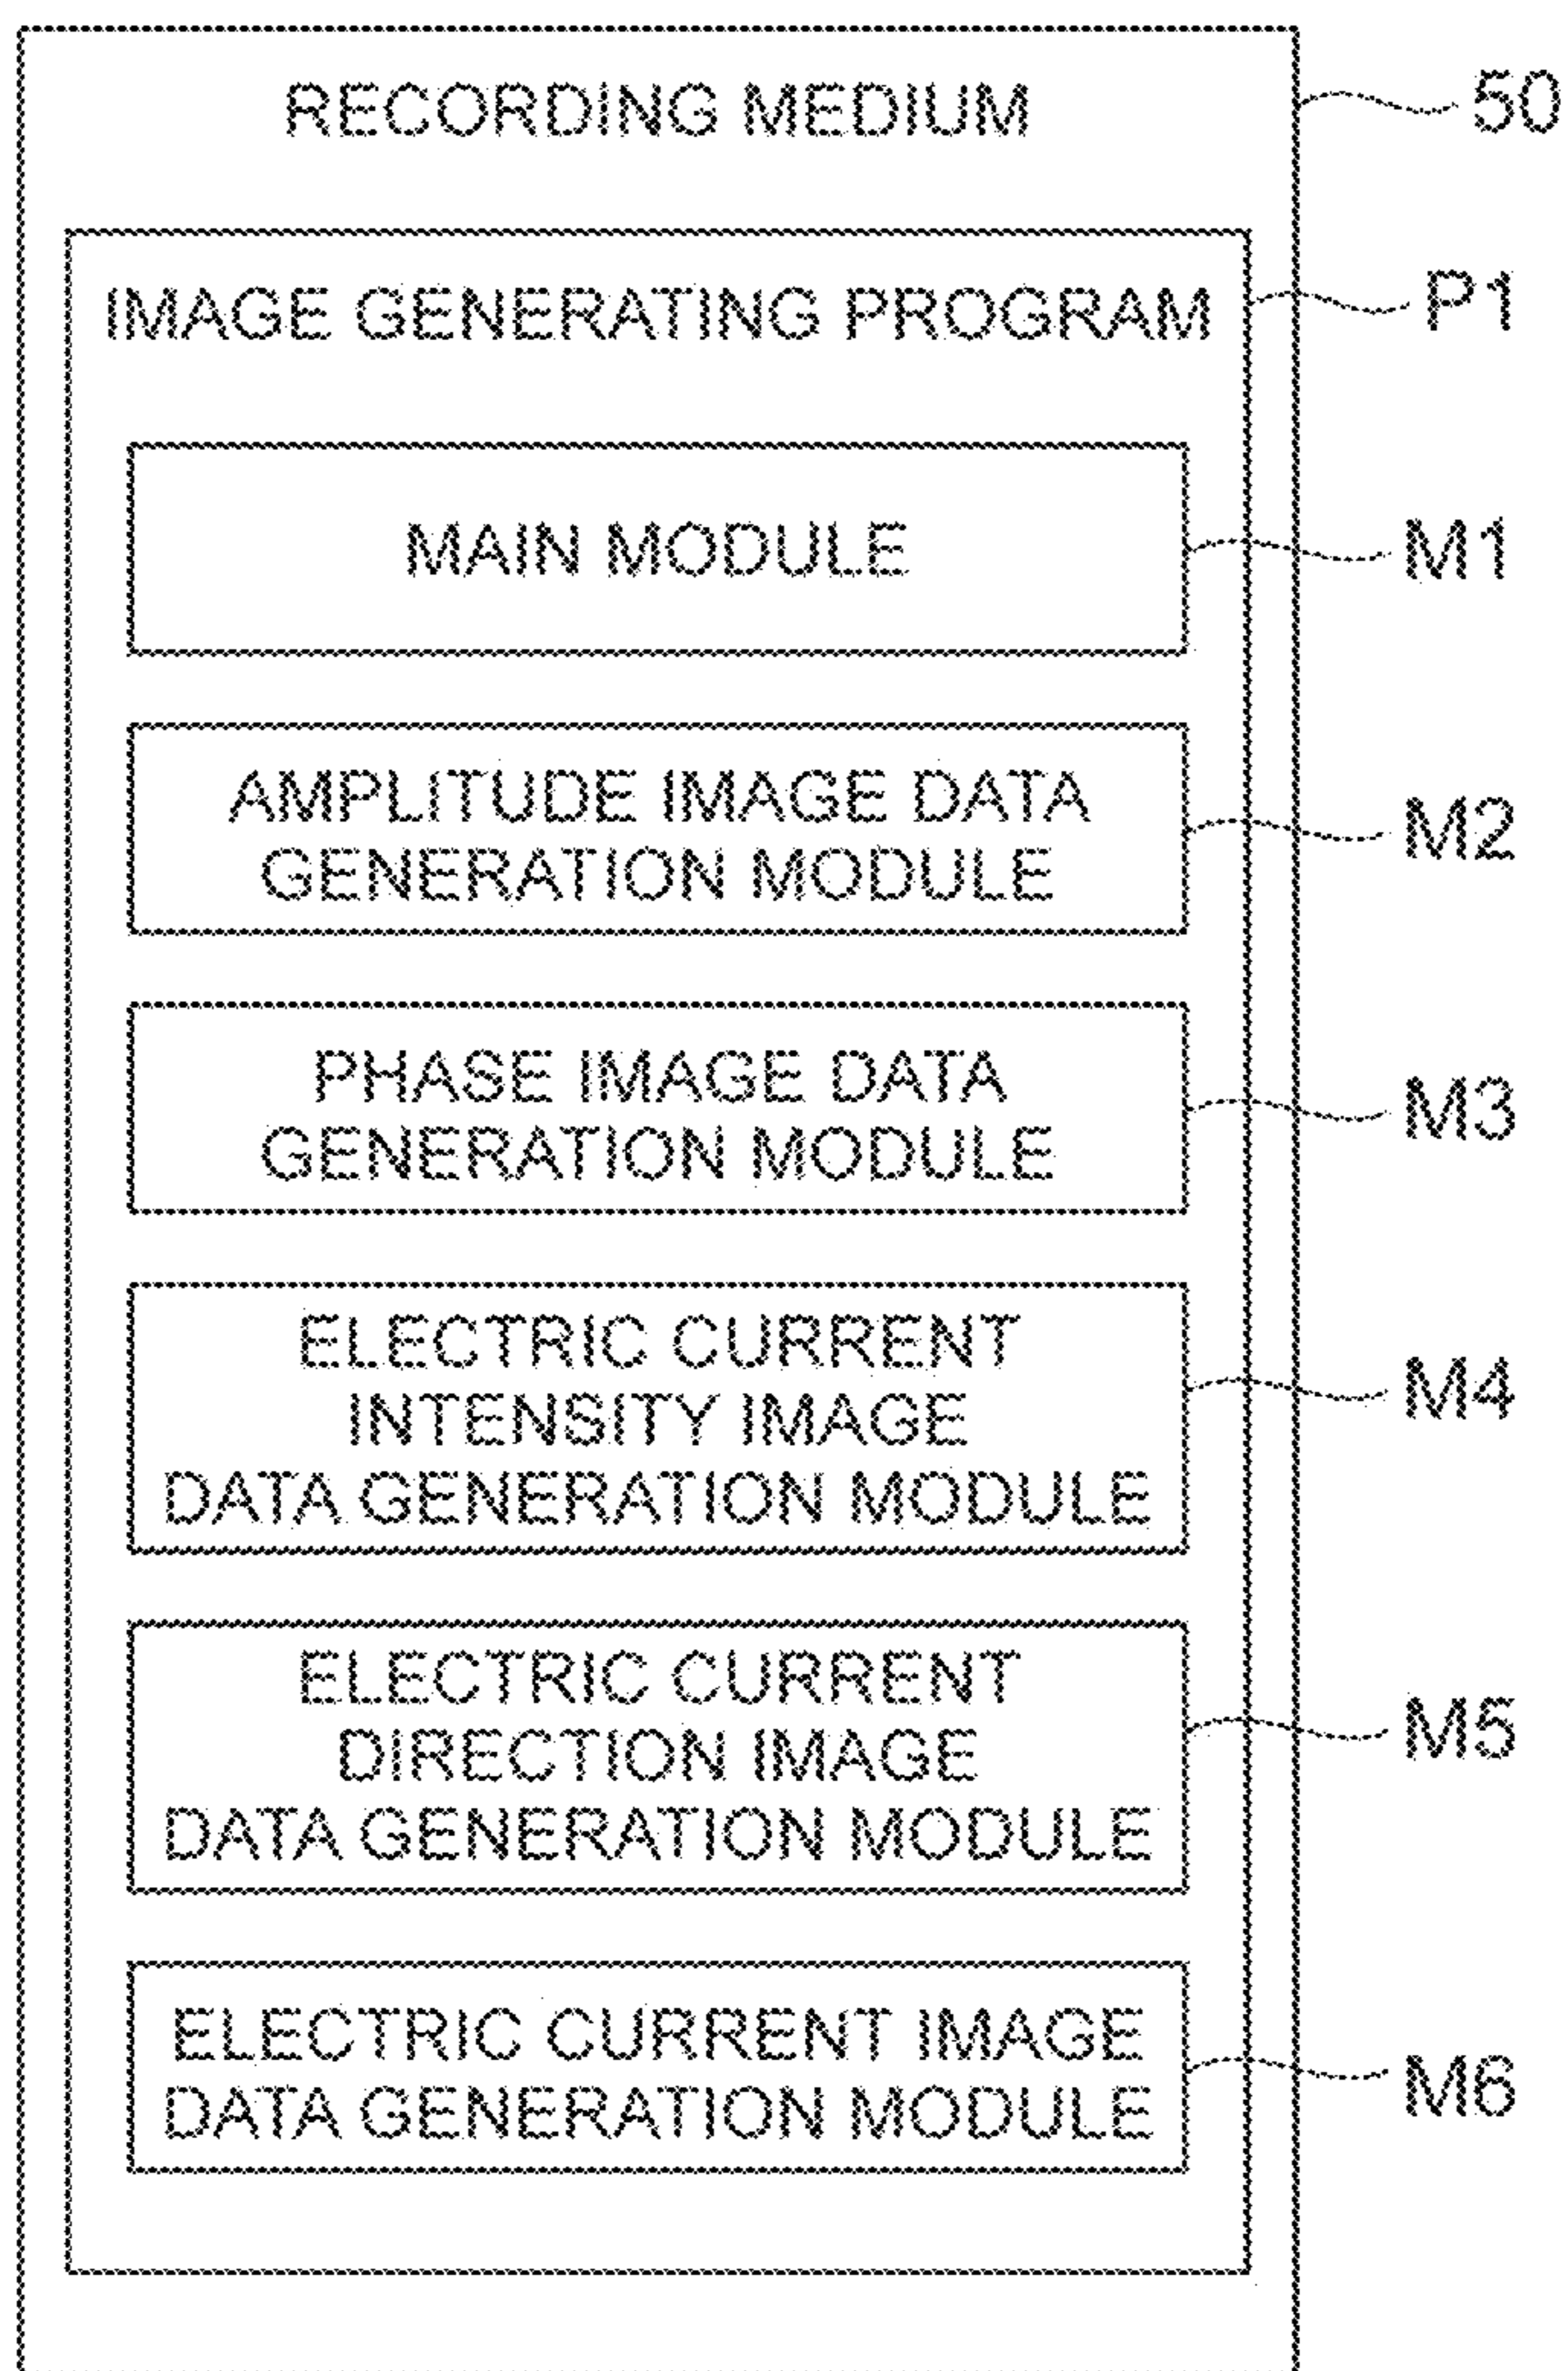 RECORDING MEDIUM
50
IMAGE GENERATING PROGRAM
P1
MAIN MODULE
M1
AMPLITUDE IMAGE DATA
GENERATION MODULE
M2
PHASE IMAGE DATA
GENERATION MODULE
M3
ELECTRIC CURRENT
INTENSITY IMAGE
DATA GENERATION MODULE
M4
ELECTRIC CURRENT
DIRECTION IMAGE
DATA GENERATION MODULE
M5
ELECTRIC CURRENT IMAGE
DATA GENERATION MODULE
M6